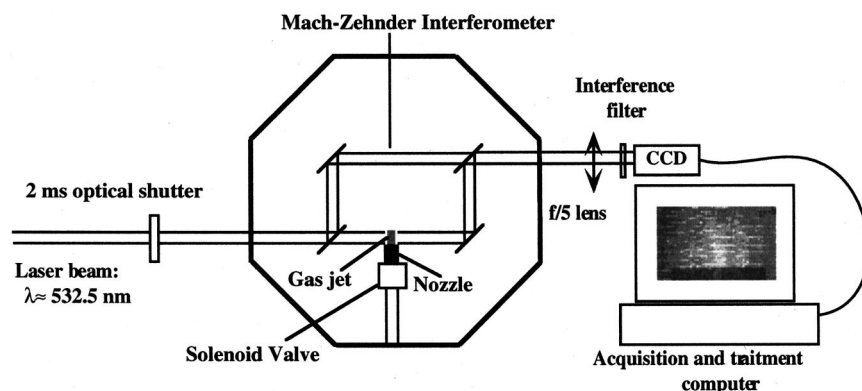 Mach-Zehnder Interferometer
Interference
filter
CCD
2 ms optical shutter
f/5 lens
Laser beam:
λ≈ 532.5 nm
Gas jet
Nozzle
Solenoid Valve
Acquisition and traitment
computer